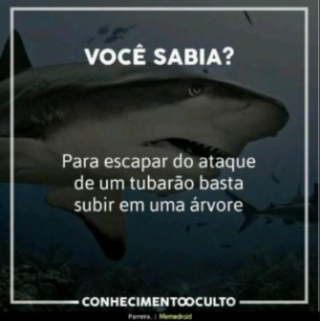 VOCÊ SABIA?
Para escapar do ataque
de um tubarão basta
subir em uma árvore
CONHECIMENTOOCULTO
Parreira. | Memedroid